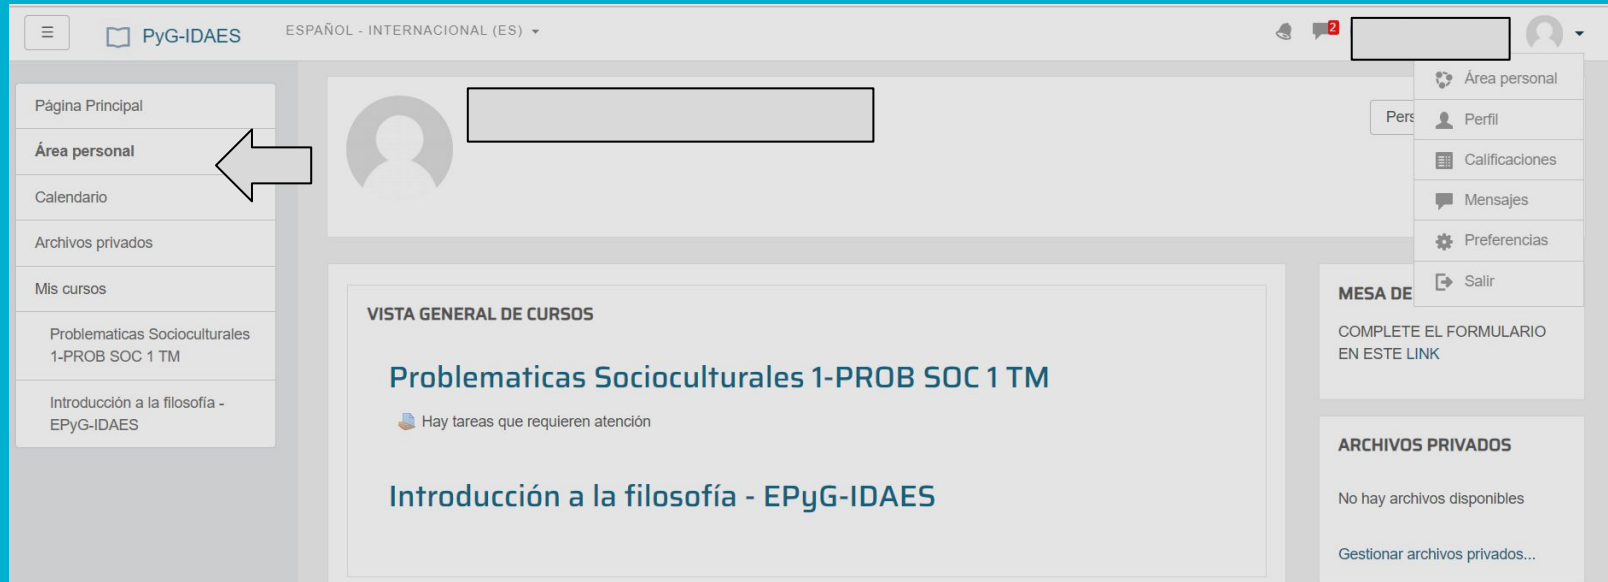 PyG-IDAES
ESPAÑOL - INTERNACIONAL (ES)
2
Página Principal
Área personal
Calendario
Archivos privados
Mis cursos
Problematicas Socioculturales
1-PROB SOC 1 TM
Introducción a la filosofía -
EPyG-IDAES
Pers
Área personal
Perfil
Calificaciones
Mensajes
Preferencias
Salir
VISTA GENERAL DE CURSOS
Problematicas Socioculturales 1-PROB SOC 1 TM
Hay tareas que requieren atención
Introducción a la filosofía - EPyG-IDAES
MESA DE
COMPLETE EL FORMULARIO
EN ESTE LINK
ARCHIVOS PRIVADOS
No hay archivos disponibles
Gestionar archivos privados...